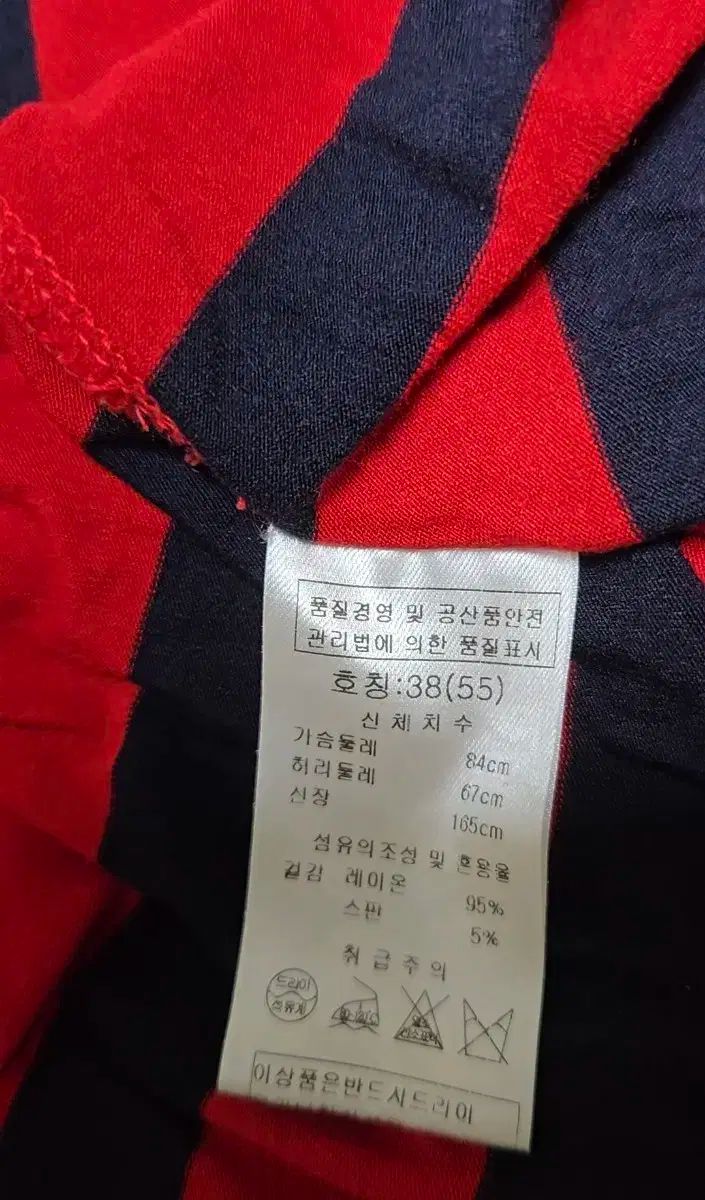 품질경영 및 공산품안전
관리법에 의한 품질표시
호칭:38(55)
신체치수
가슴둘레 84cm
허리둘레 67cm
신장 165cm
섬유의조성 및 혼용율
겉감 레이온 95%
스판 5%
취급주의
드라이
석유계
이상품은반드시드라이